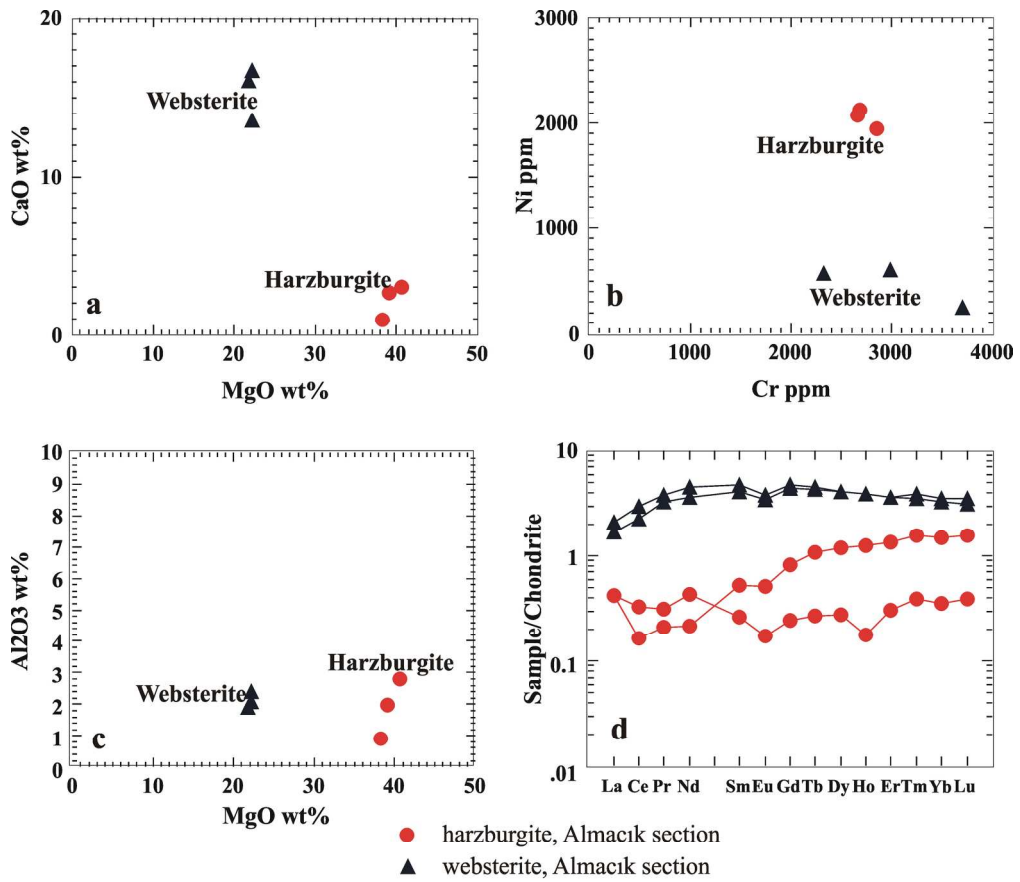 20
10
0
CaO wt%
Websterite
Harzburgite
a
0
10
20
30
40
50
MgO wt%
3000
2000
1000
0
Ni ppm
Harzburgite
Websterite
b
0
1000
2000
3000
4000
Cr ppm
10
9
8
7
6
5
4
3
2
1
0
Al2O3 wt%
Harzburgite
Websterite
c
0
10
20
30
40
50
MgO wt%
10
1
0.1
.01
Sample/Chondrite
d
La Ce Pr Nd Sm Eu Gd Tb Dy Ho Er Tm Yb Lu
harzburgite, Almacık section
websterite, Almacık section